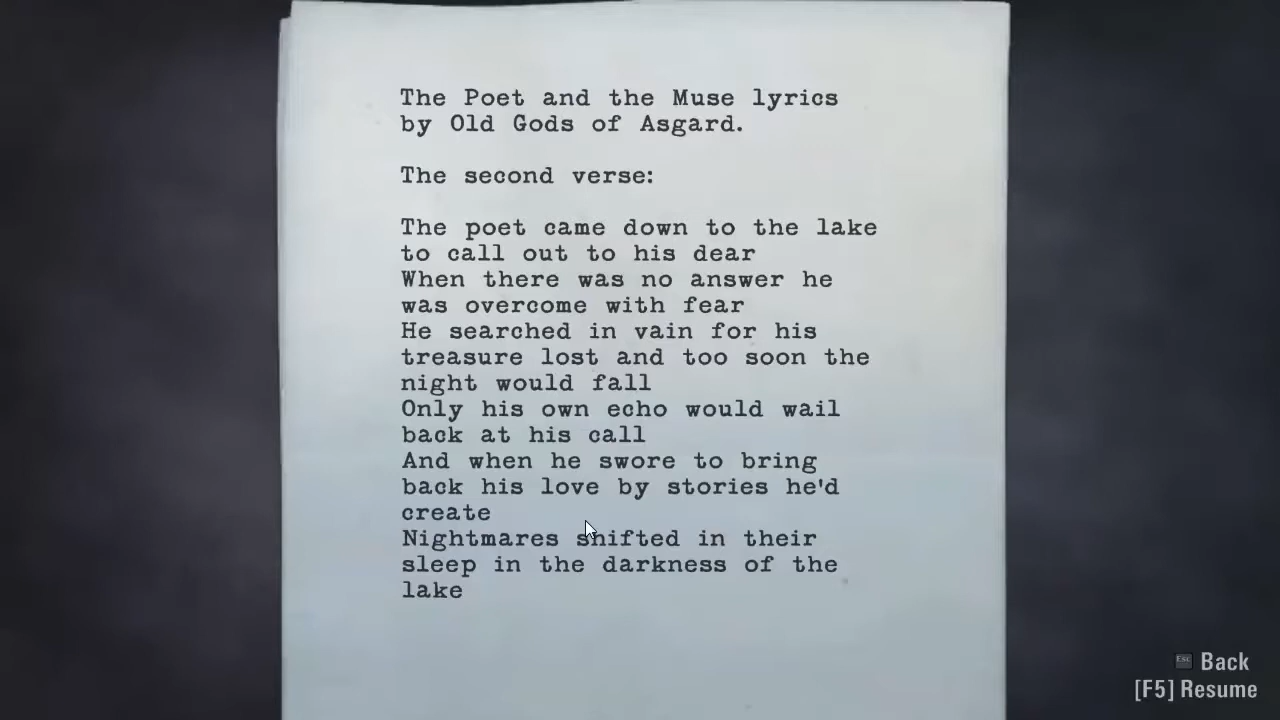 The Poet and the Muse lyrics
by Old Gods of Asgard.
The second verse:
The poet came down to the lake
to call out to his dear
When there was no answer he
was overcome with fear
He searched in vain for his
treasure lost and too soon the
night would fall
Only his own echo would wail
back at his call
And when he swore to bring
back his love by stories he'd
create
Nightmares shifted in their
sleep in the darkness of the
lake
Esc Back
[F5] Resume